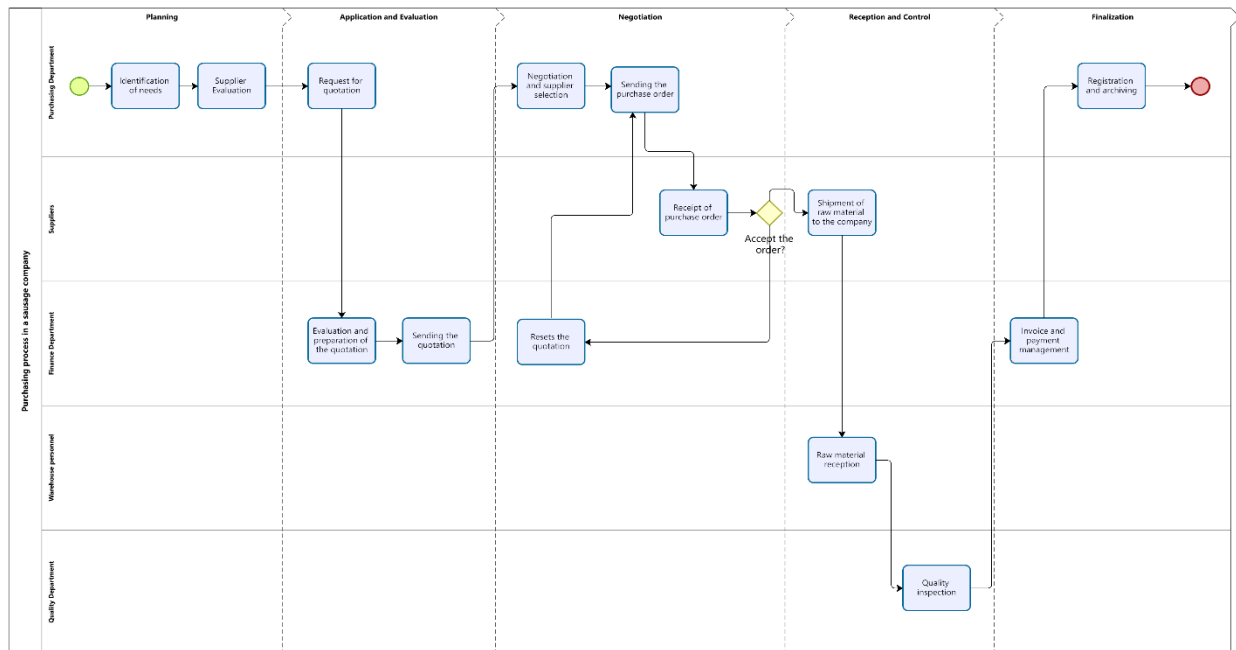 Planning
Application and Evaluation
Negotiation
Reception and Control
Finalization
Purchasing process in a sausage company
Purchasing Department
Identification
of needs
Supplier
Evaluation
Request for
quotation
Negotiation
and supplier
selection
Sending the
purchase order
Registration
and archiving
Suppliers
Receipt of
purchase order
Accept the
order?
Shipment of
raw material
to the company
Finance Department
Evaluation and
preparation of
the quotation
Sending the
quotation
Resets the
quotation
Invoice and
payment
management
Warehouse personnel
Raw material
reception
Quality Department
Quality
inspection